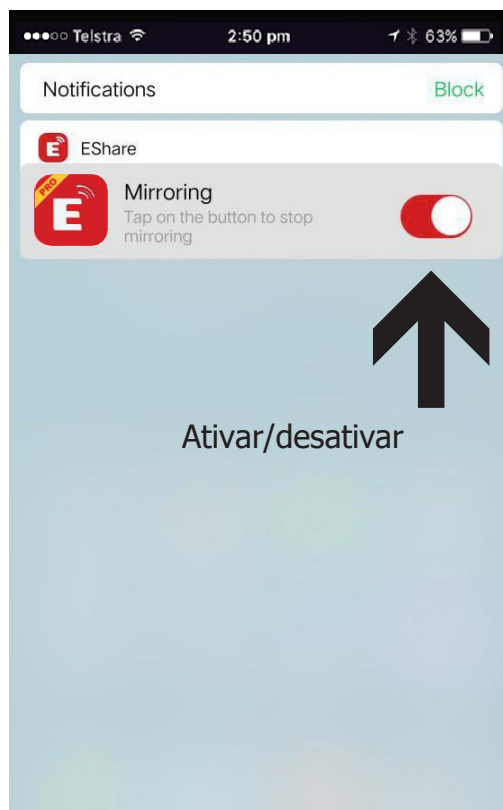 Telstra 2:50 pm 63%
Notifications Block
E EShare
PRO
E
Mirroring
Tap on the button to stop
mirroring
Ativar/desativar